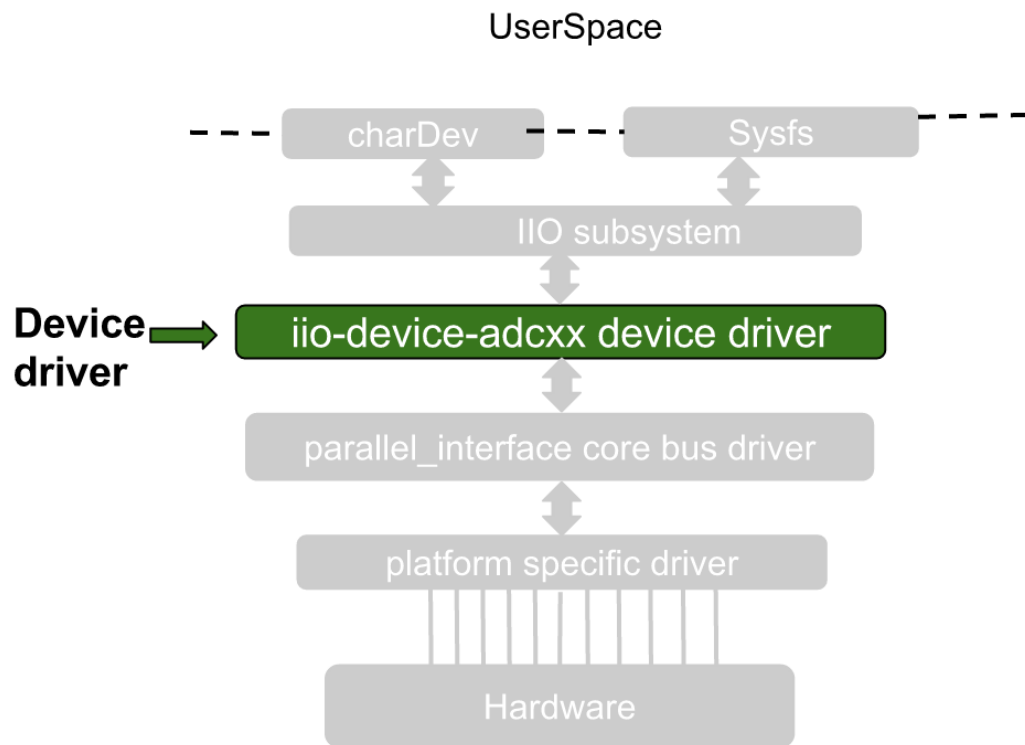 UserSpace
charDev
Sysfs
IIO subsystem
Device
driver
iio-device-adcxx device driver
parallel_interface core bus driver
platform specific driver
Hardware